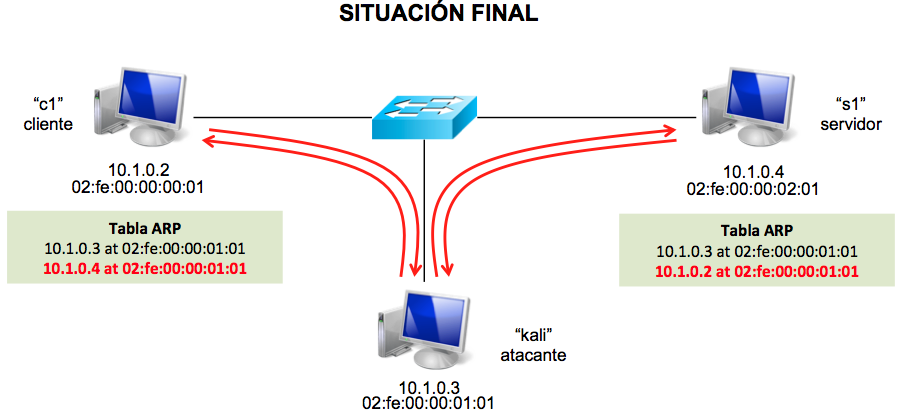 SITUACIÓN FINAL
“c1”
cliente
10.1.0.2
02:fe:00:00:00:01
Tabla ARP
10.1.0.3 at 02:fe:00:00:01:01
10.1.0.4 at 02:fe:00:00:01:01
“s1”
servidor
10.1.0.4
02:fe:00:00:02:01
Tabla ARP
10.1.0.3 at 02:fe:00:00:01:01
10.1.0.2 at 02:fe:00:00:01:01
“kali”
atacante
10.1.0.3
02:fe:00:00:01:01